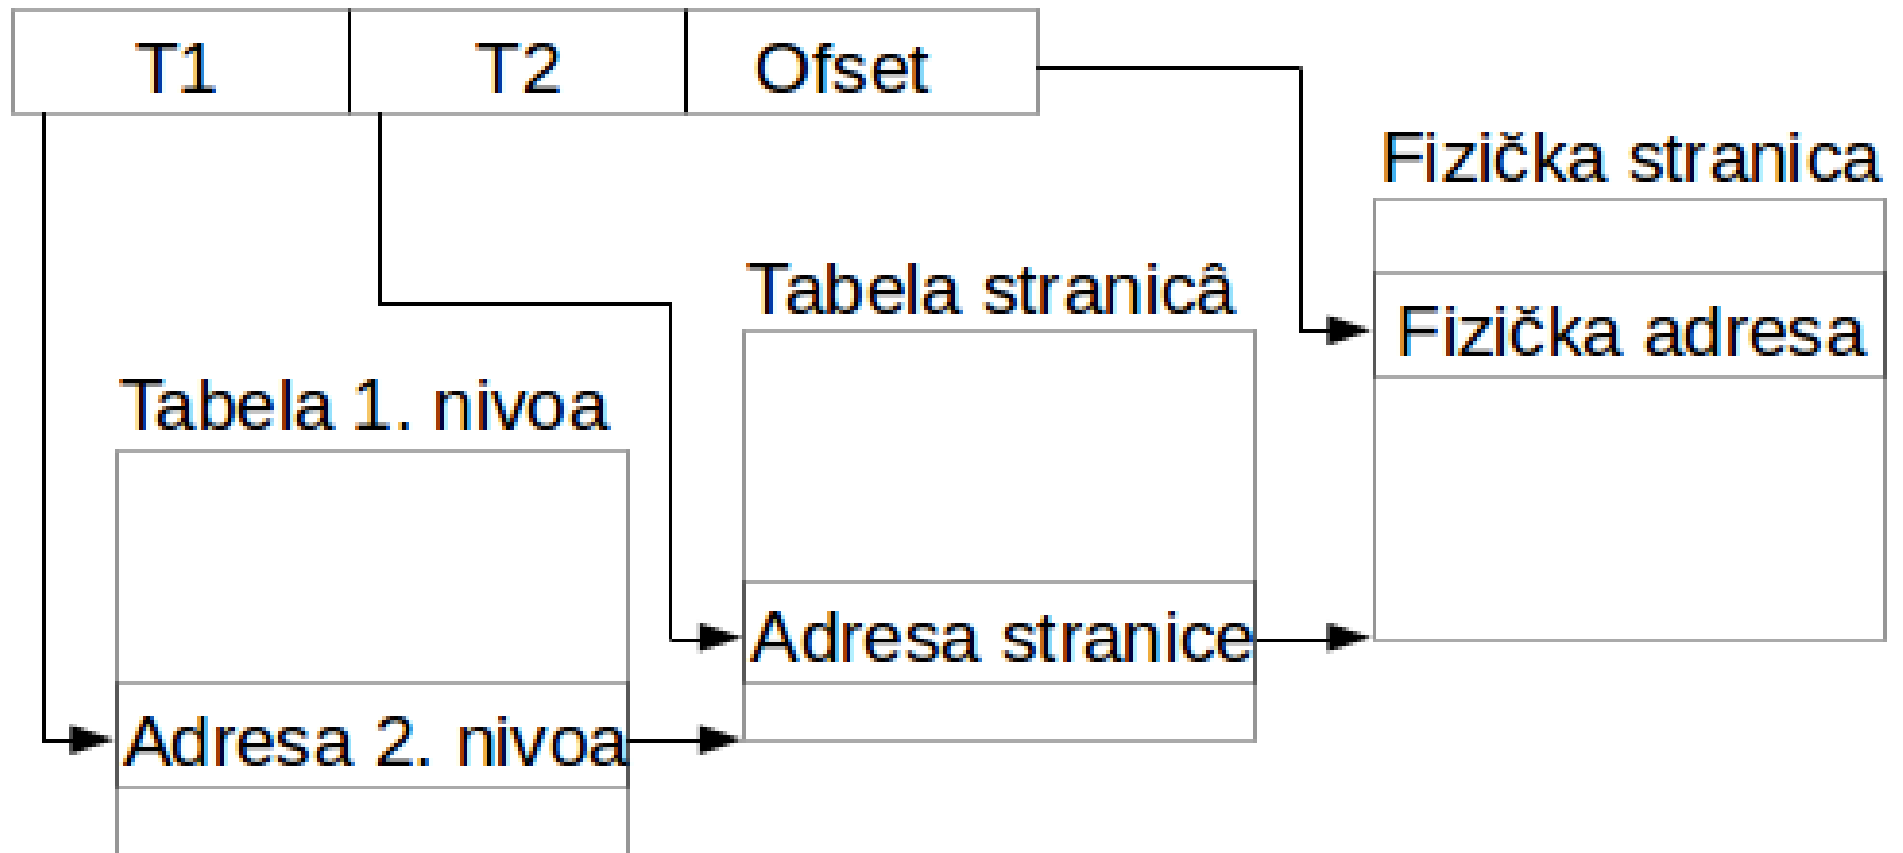 T1
T2
Ofset
Fizička stranica
Tabela stranicâ
Fizička adresa
Tabela 1. nivoa
Adresa stranice
Adresa 2. nivoa